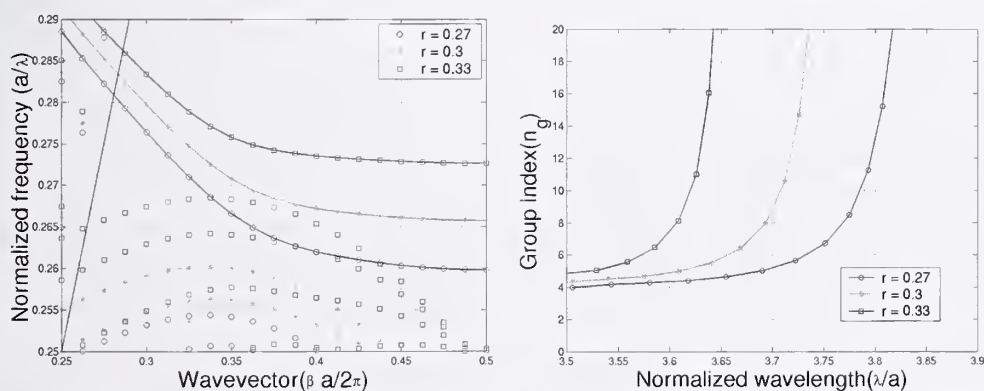 0.29
0.285
0.28
0.275
0.27
0.265
0.26
0.255
0.25
Normalized frequency (a/λ)
0.25 0.3 0.35 0.4 0.45 0.5
Wavevector(β a/2π)
r = 0.27
r = 0.3
r = 0.33
20
18
16
14
12
10
8
6
4
2
0
Group index(n_g)
3.5 3.55 3.6 3.65 3.7 3.75 3.8 3.85 3.9
Normalized wavelength(λ/a)
r = 0.27
r = 0.3
r = 0.33